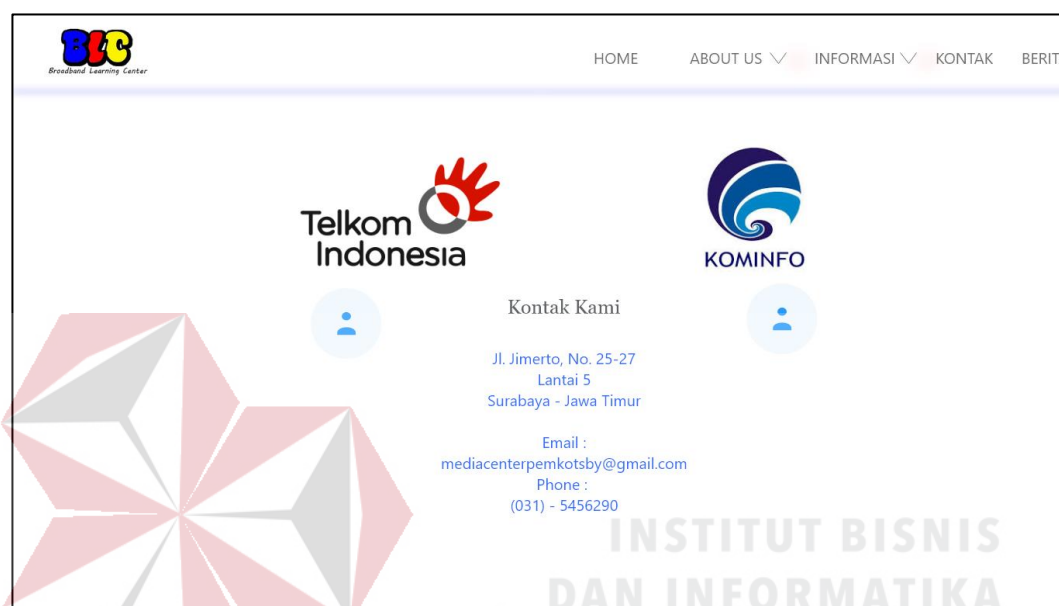 BLC
Broadband Learning Center
HOME ABOUT US INFORMASI KONTAK BERIT
Telkom
Indonesia
KOMINFO
Kontak Kami
Jl. Jimerto, No. 25-27
Lantai 5
Surabaya - Jawa Timur
Email :
mediacenterpemkotsby@gmail.com
Phone :
(031) - 5456290
INSTITUT BISNIS
DAN INFORMATIKA